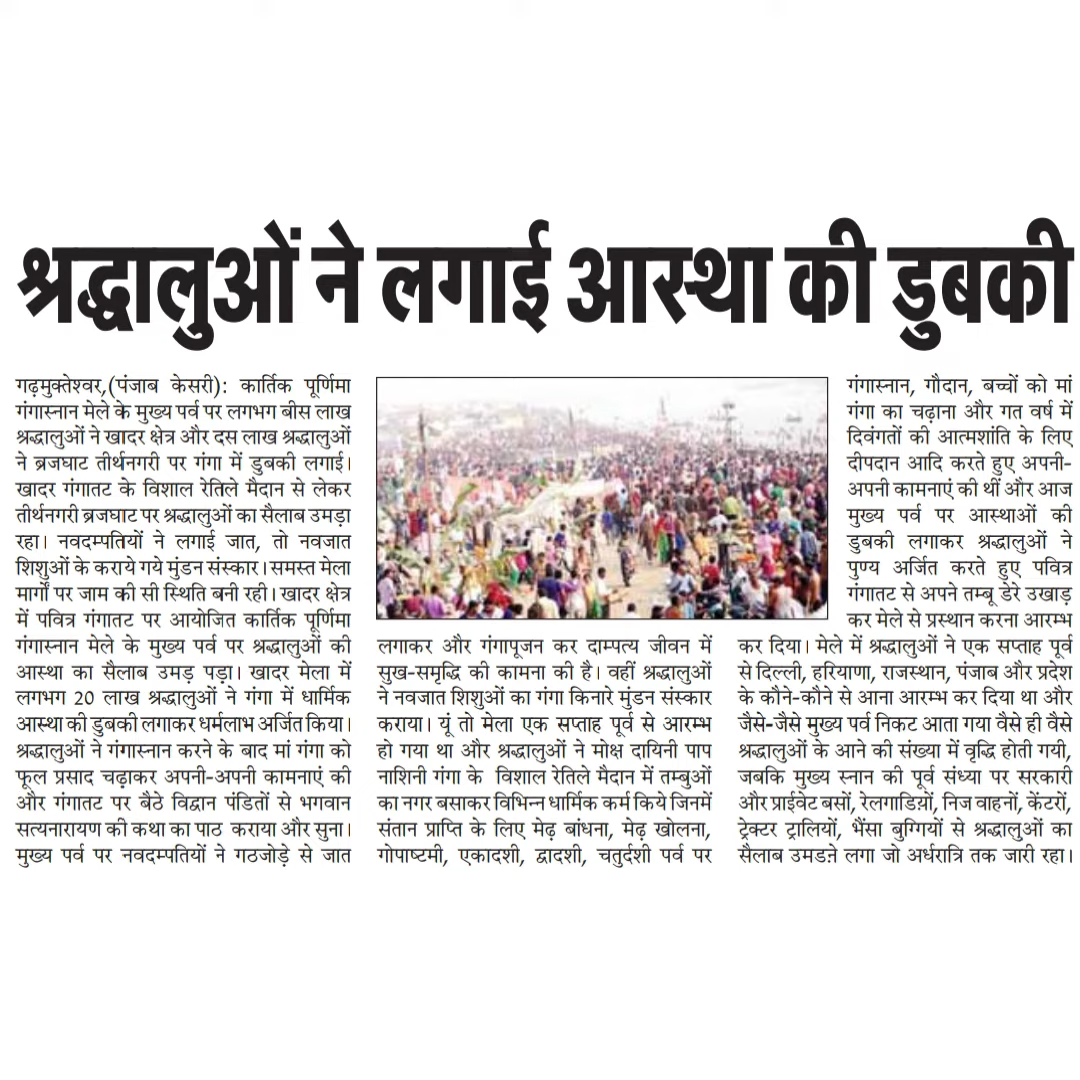 श्रद्धालुओं ने लगाई आस्था की डुबकी
गढ़मुक्तेश्वर,(पंजाब केसरी): कार्तिक पूर्णिमा
गंगास्नान मेले के मुख्य पर्व पर लगभग बीस लाख
श्रद्धालुओं ने खादर क्षेत्र और दस लाख श्रद्धालुओं
ने ब्रजघाट तीर्थनगरी पर गंगा में डुबकी लगाई।
खादर गंगातट के विशाल रेतिले मैदान से लेकर
तीर्थनगरी ब्रजघाट पर श्रद्धालुओं का सैलाब उमड़ा
रहा। नवदम्पतियों ने लगाई जात, तो नवजात
शिशुओं के कराये गये मुंडन संस्कार। समस्त मेला
मार्गों पर जाम की सी स्थिति बनी रही। खादर क्षेत्र
में पवित्र गंगातट पर आयोजित कार्तिक पूर्णिमा
गंगास्नान मेले के मुख्य पर्व पर श्रद्धालुओं की
आस्था का सैलाब उमड़ पड़ा। खादर मेला में
लगभग 20 लाख श्रद्धालुओं ने गंगा में धार्मिक
आस्था की डुबकी लगाकर धर्मलाभ अर्जित किया।
श्रद्धालुओं ने गंगास्नान करने के बाद मां गंगा को
फूल प्रसाद चढ़ाकर अपनी-अपनी कामनाएं की
और गंगातट पर बैठे विद्वान पंडितों से भगवान
सत्यनारायण की कथा का पाठ कराया और सुना।
मुख्य पर्व पर नवदम्पतियों ने गठजोड़े से जात
लगाकर और गंगापूजन कर दाम्पत्य जीवन में
सुख-समृद्धि की कामना की है। वहीं श्रद्धालुओं
ने नवजात शिशुओं का गंगा किनारे मुंडन संस्कार
कराया। यूं तो मेला एक सप्ताह पूर्व से आरम्भ
हो गया था और श्रद्धालुओं ने मोक्ष दायिनी पाप
नाशिनी गंगा के विशाल रेतिले मैदान में तम्बुओं
का नगर बसाकर विभिन्न धार्मिक कर्म किये जिनमें
संतान प्राप्ति के लिए मेढ़ बांधना, मेढ़ खोलना,
गोपाष्टमी, एकादशी, द्वादशी, चतुर्दशी पर्व पर
गंगास्नान, गौदान, बच्चों को मां
गंगा का चढ़ाना और गत वर्ष में
दिवंगतों की आत्मशांति के लिए
दीपदान आदि करते हुए अपनी-
अपनी कामनाएं की थीं और आज
मुख्य पर्व पर आस्थाओं की
डुबकी लगाकर श्रद्धालुओं ने
पुण्य अर्जित करते हुए पवित्र
गंगातट से अपने तम्बू डेरे उखाड़
कर मेले से प्रस्थान करना आरम्भ
कर दिया। मेले में श्रद्धालुओं ने एक सप्ताह पूर्व
से दिल्ली, हरियाणा, राजस्थान, पंजाब और प्रदेश
के कौने-कौने से आना आरम्भ कर दिया था और
जैसे-जैसे मुख्य पर्व निकट आता गया वैसे ही वैसे
श्रद्धालुओं के आने की संख्या में वृद्धि होती गयी,
जबकि मुख्य स्नान की पूर्व संध्या पर सरकारी
और प्राईवेट बसों, रेलगाडिय़ों, निज वाहनों, केंटरों,
ट्रेक्टर ट्रालियों, भैंसा बुग्गियों से श्रद्धालुओं का
सैलाब उमडऩे लगा जो अर्धरात्रि तक जारी रहा।